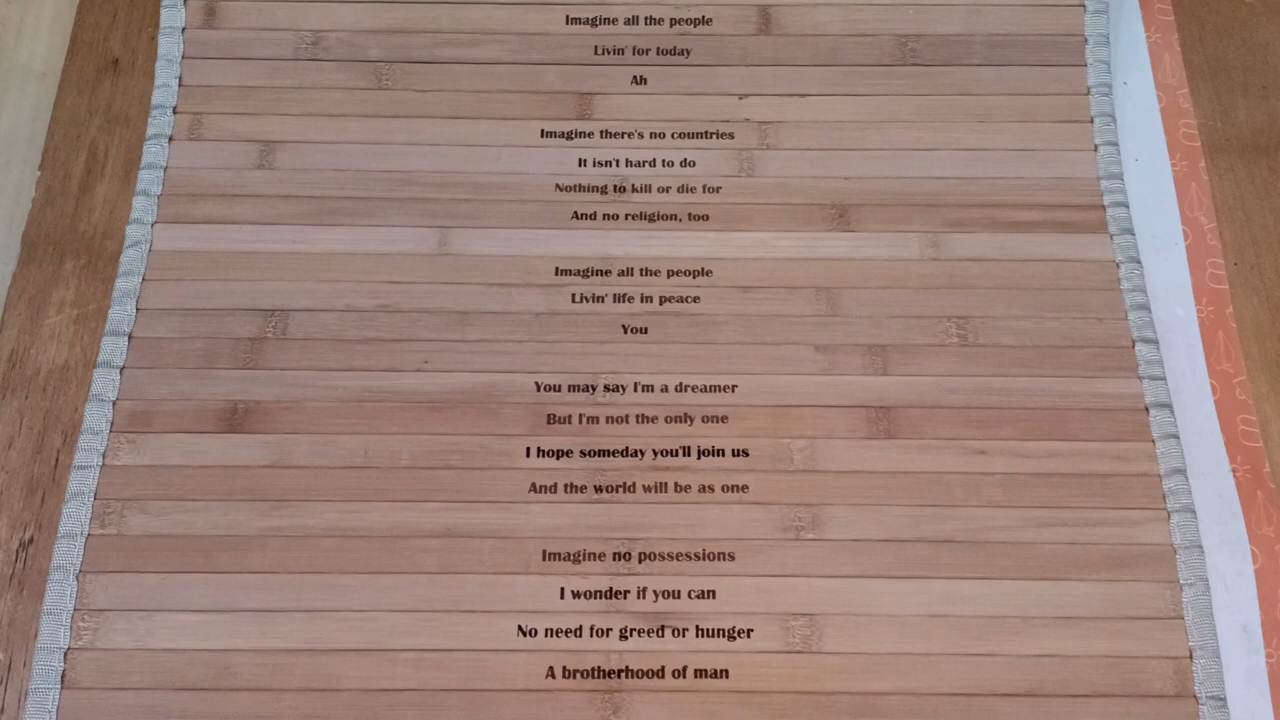 Imagine all the people
Livin' for today
Ah
Imagine there's no countries
It isn't hard to do
Nothing to kill or die for
And no religion, too
Imagine all the people
Livin' life in peace
You
You may say I'm a dreamer
But I'm not the only one
I hope someday you'll join us
And the world will be as one
Imagine no possessions
I wonder if you can
No need for greed or hunger
A brotherhood of man